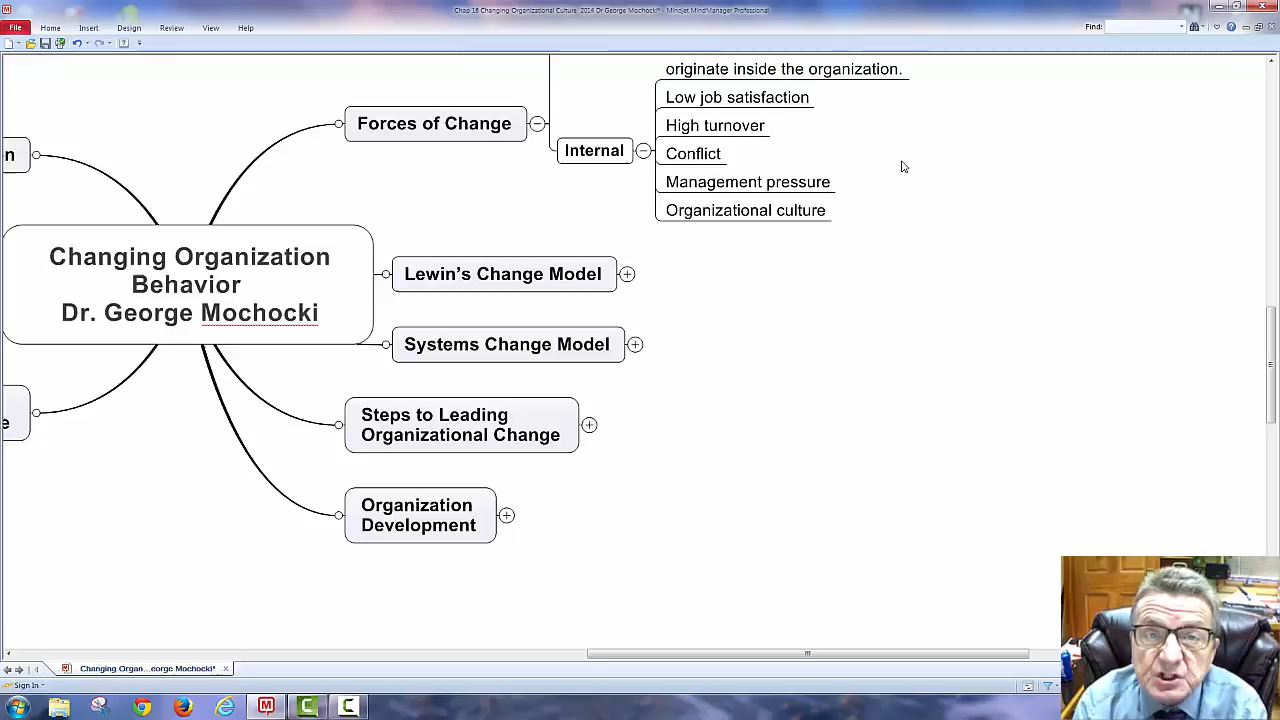 Chap 16 Changing Organizational Culture 2014 Dr George Mochocki* - Mindjet MindManager Professional
File Home Insert Design Review View Help
Find:
originate inside the organization.
Forces of Change
Low job satisfaction
High turnover
Internal
Conflict
n
Management pressure
Organizational culture
Changing Organization
Behavior
Dr. George Mochocki
Lewin’s Change Model
Systems Change Model
e
Steps to Leading
Organizational Change
Organization
Development
Changing Organ...eorge Mochocki*
Sign In